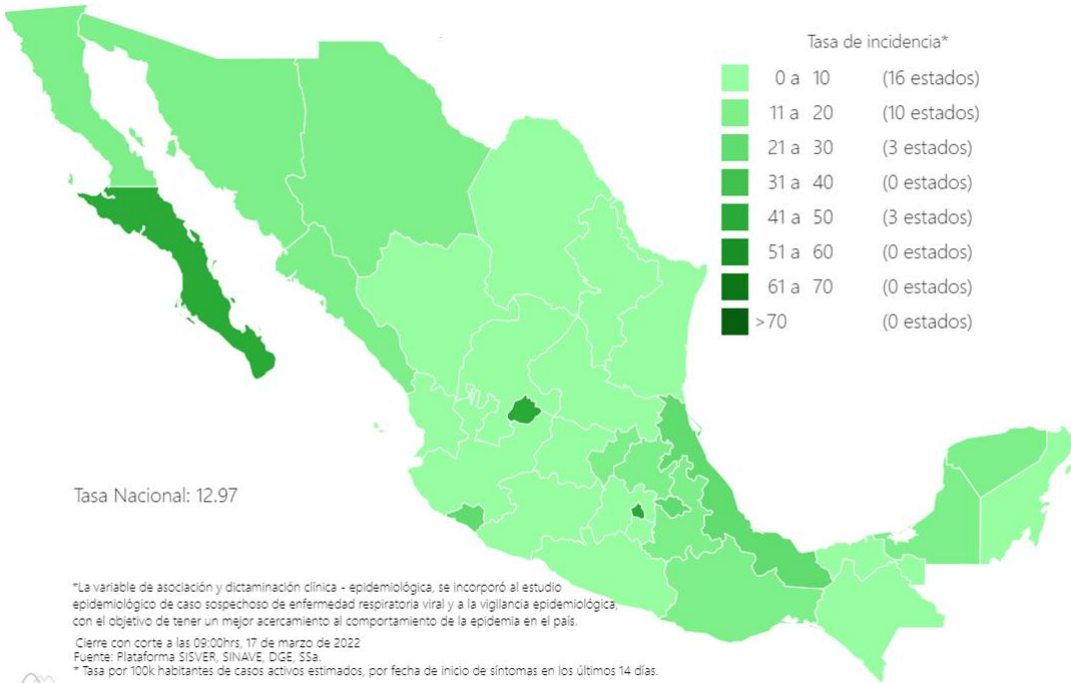 Tasa de incidencia*
0 a 10 (16 estados)
11 a 20 (10 estados)
21 a 30 (3 estados)
31 a 40 (0 estados)
41 a 50 (3 estados)
51 a 60 (0 estados)
61 a 70 (0 estados)
>70 (0 estados)
Tasa Nacional: 12.97
*La variable de asociación y dictaminación clínica - epidemiológica, se incorporó al estudio
epidemiológico de caso sospechoso de enfermedad respiratoria viral y a la vigilancia epidemiológica,
con el objetivo de tener un mejor acercamiento al comportamiento de la epidemia en el país.
Cierre con corte a las 09:00hrs, 17 de marzo de 2022
Fuente: Plataforma SISVER, SINAVE, DGE, SSa.
* Tasa por 100k habitantes de casos activos estimados, por fecha de inicio de síntomas en los últimos 14 días.